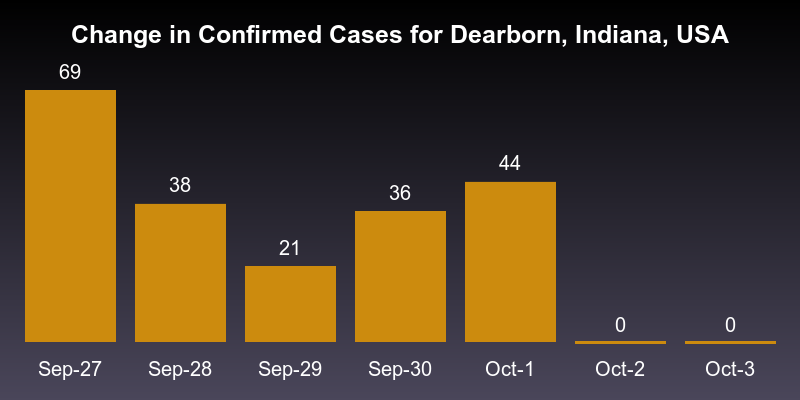 Change in Confirmed Cases for Dearborn, Indiana, USA
69
38
21
36
44
0
0
Sep-27
Sep-28
Sep-29
Sep-30
Oct-1
Oct-2
Oct-3